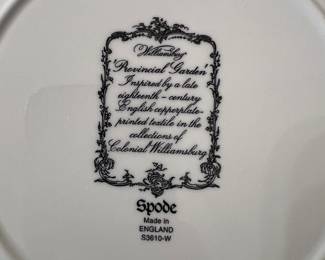 Williamsburg
'Provincial Garden'
Inspired by a late
eighteenth-century
English copperplate-
printed textile in the
collections of
Colonial Williamsburg
Spode
Made in
ENGLAND
S3610-W